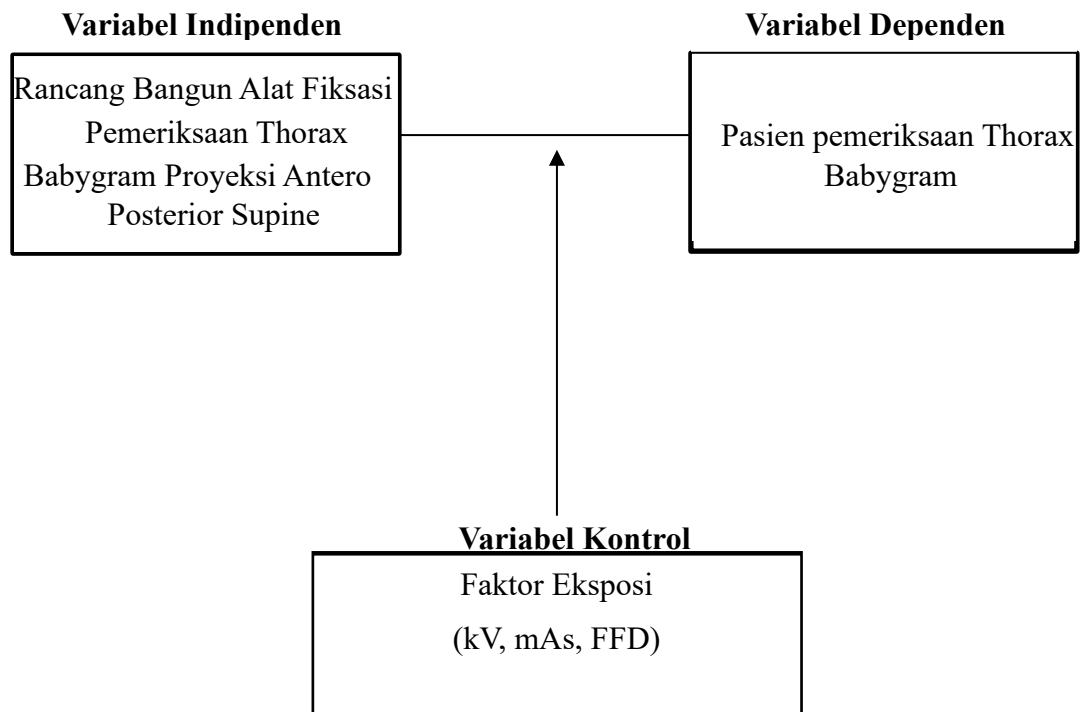 Variabel Indipenden
Variabel Dependen
Rancang Bangun Alat Fiksasi
Pemeriksaan Thorax
Babygram Proyeksi Antero
Posterior Supine
Pasien pemeriksaan Thorax
Babygram
Variabel Kontrol
Faktor Eksposi
(kV, mAs, FFD)